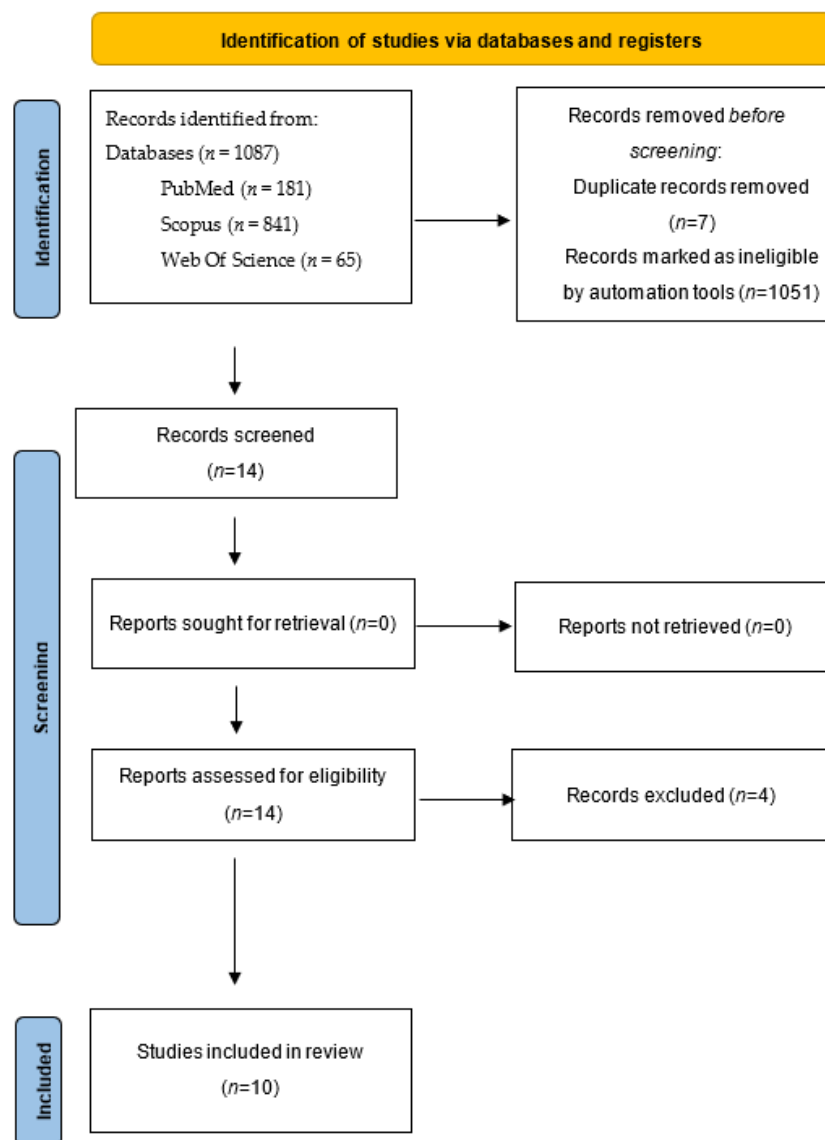 Identification of studies via databases and registers
Identification
Records identified from:
Databases (n = 1087)
PubMed (n = 181)
Scopus (n = 841)
Web Of Science (n = 65)
Records removed before
screening:
Duplicate records removed
(n=7)
Records marked as ineligible
by automation tools (n=1051)
Screening
Records screened
(n=14)
Reports sought for retrieval (n=0)
Reports not retrieved (n=0)
Reports assessed for eligibility
(n=14)
Records excluded (n=4)
Included
Studies included in review
(n=10)